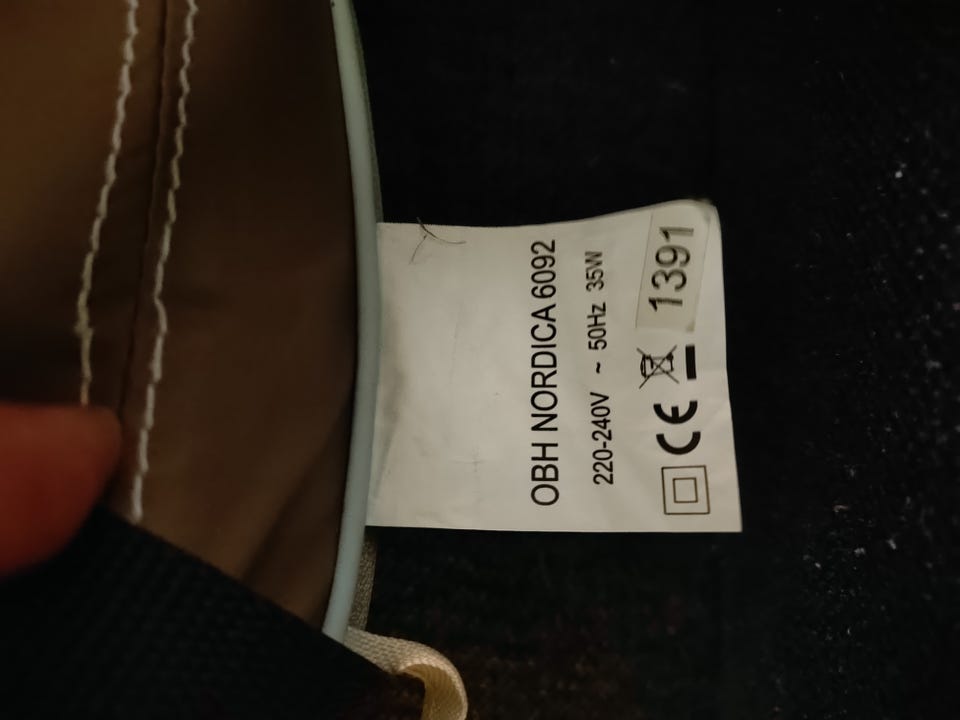 OBH NORDICA 6092
220-240V ~ 50Hz 35W
CE 1391